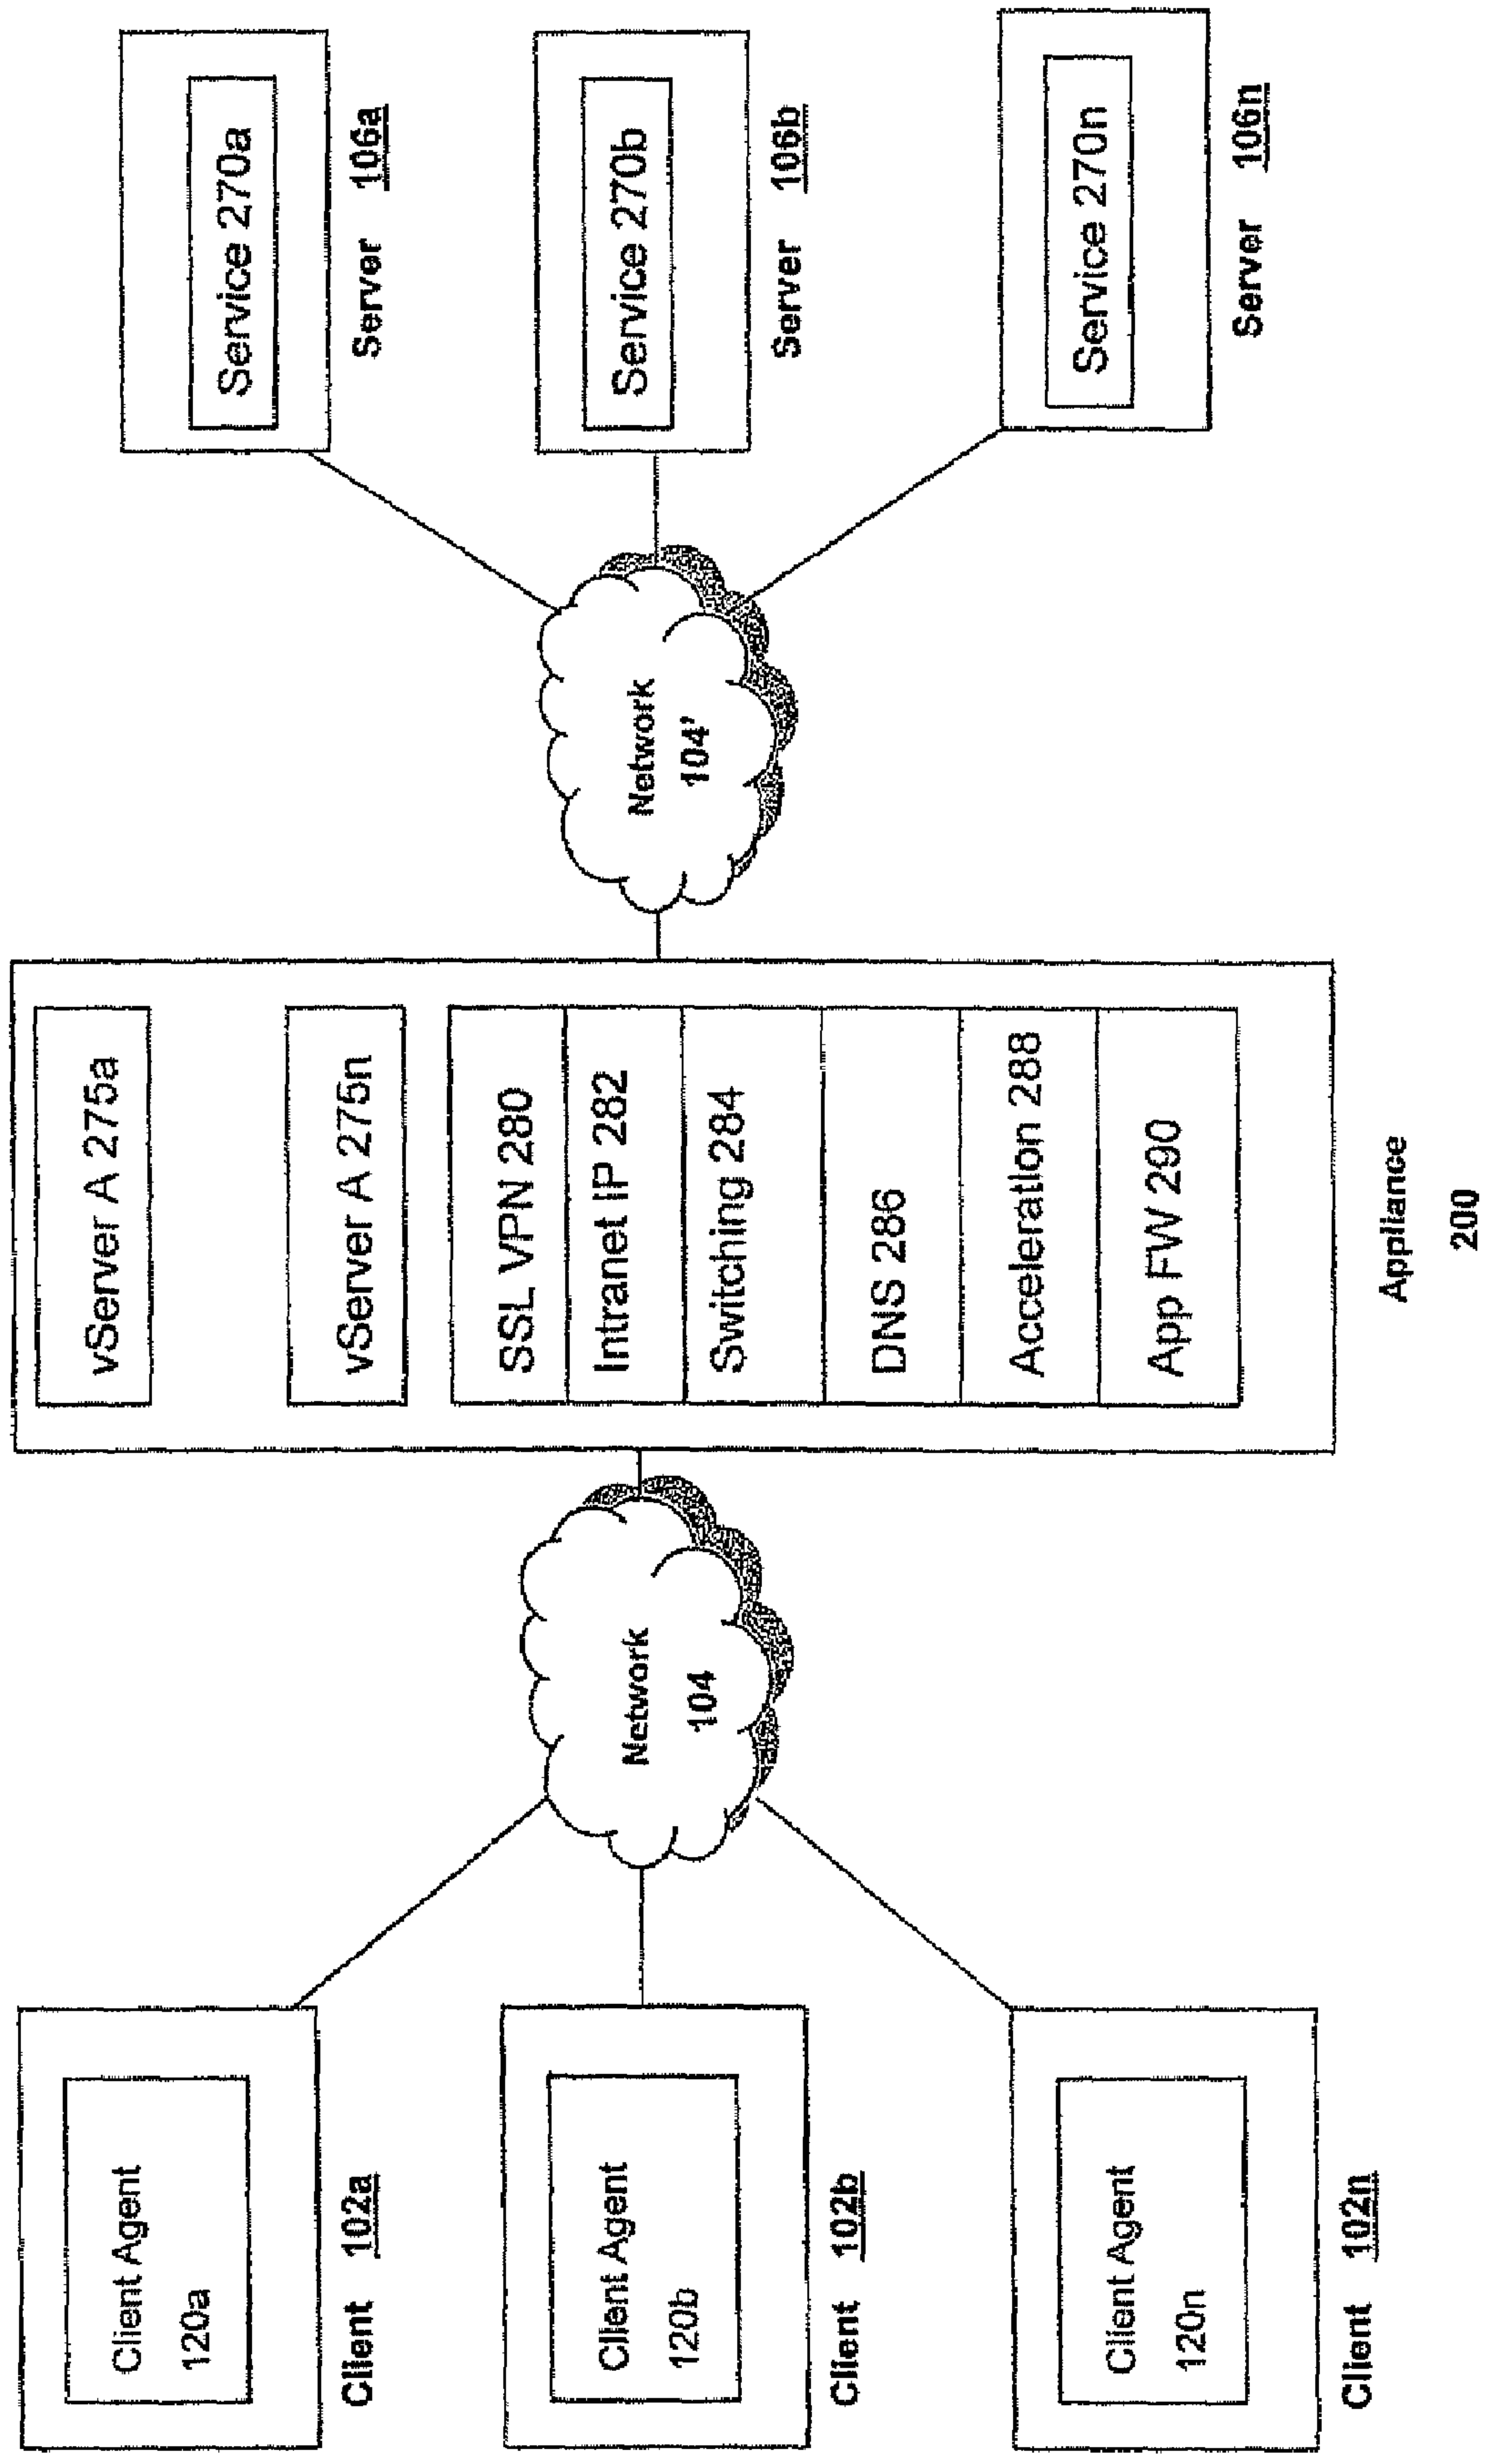 Client Agent
120a
Client 102a
Client Agent
120b
Client 102b
Client Agent
120n
Client 102n
Network
104
vServer A 275a
vServer A 275n
SSL VPN 280
Intranet IP 282
Switching 284
DNS 286
Acceleration 288
App FW 290
Appliance
200
Network
104'
Service 270a
Server 106a
Service 270b
Server 106b
Service 270n
Server 106n